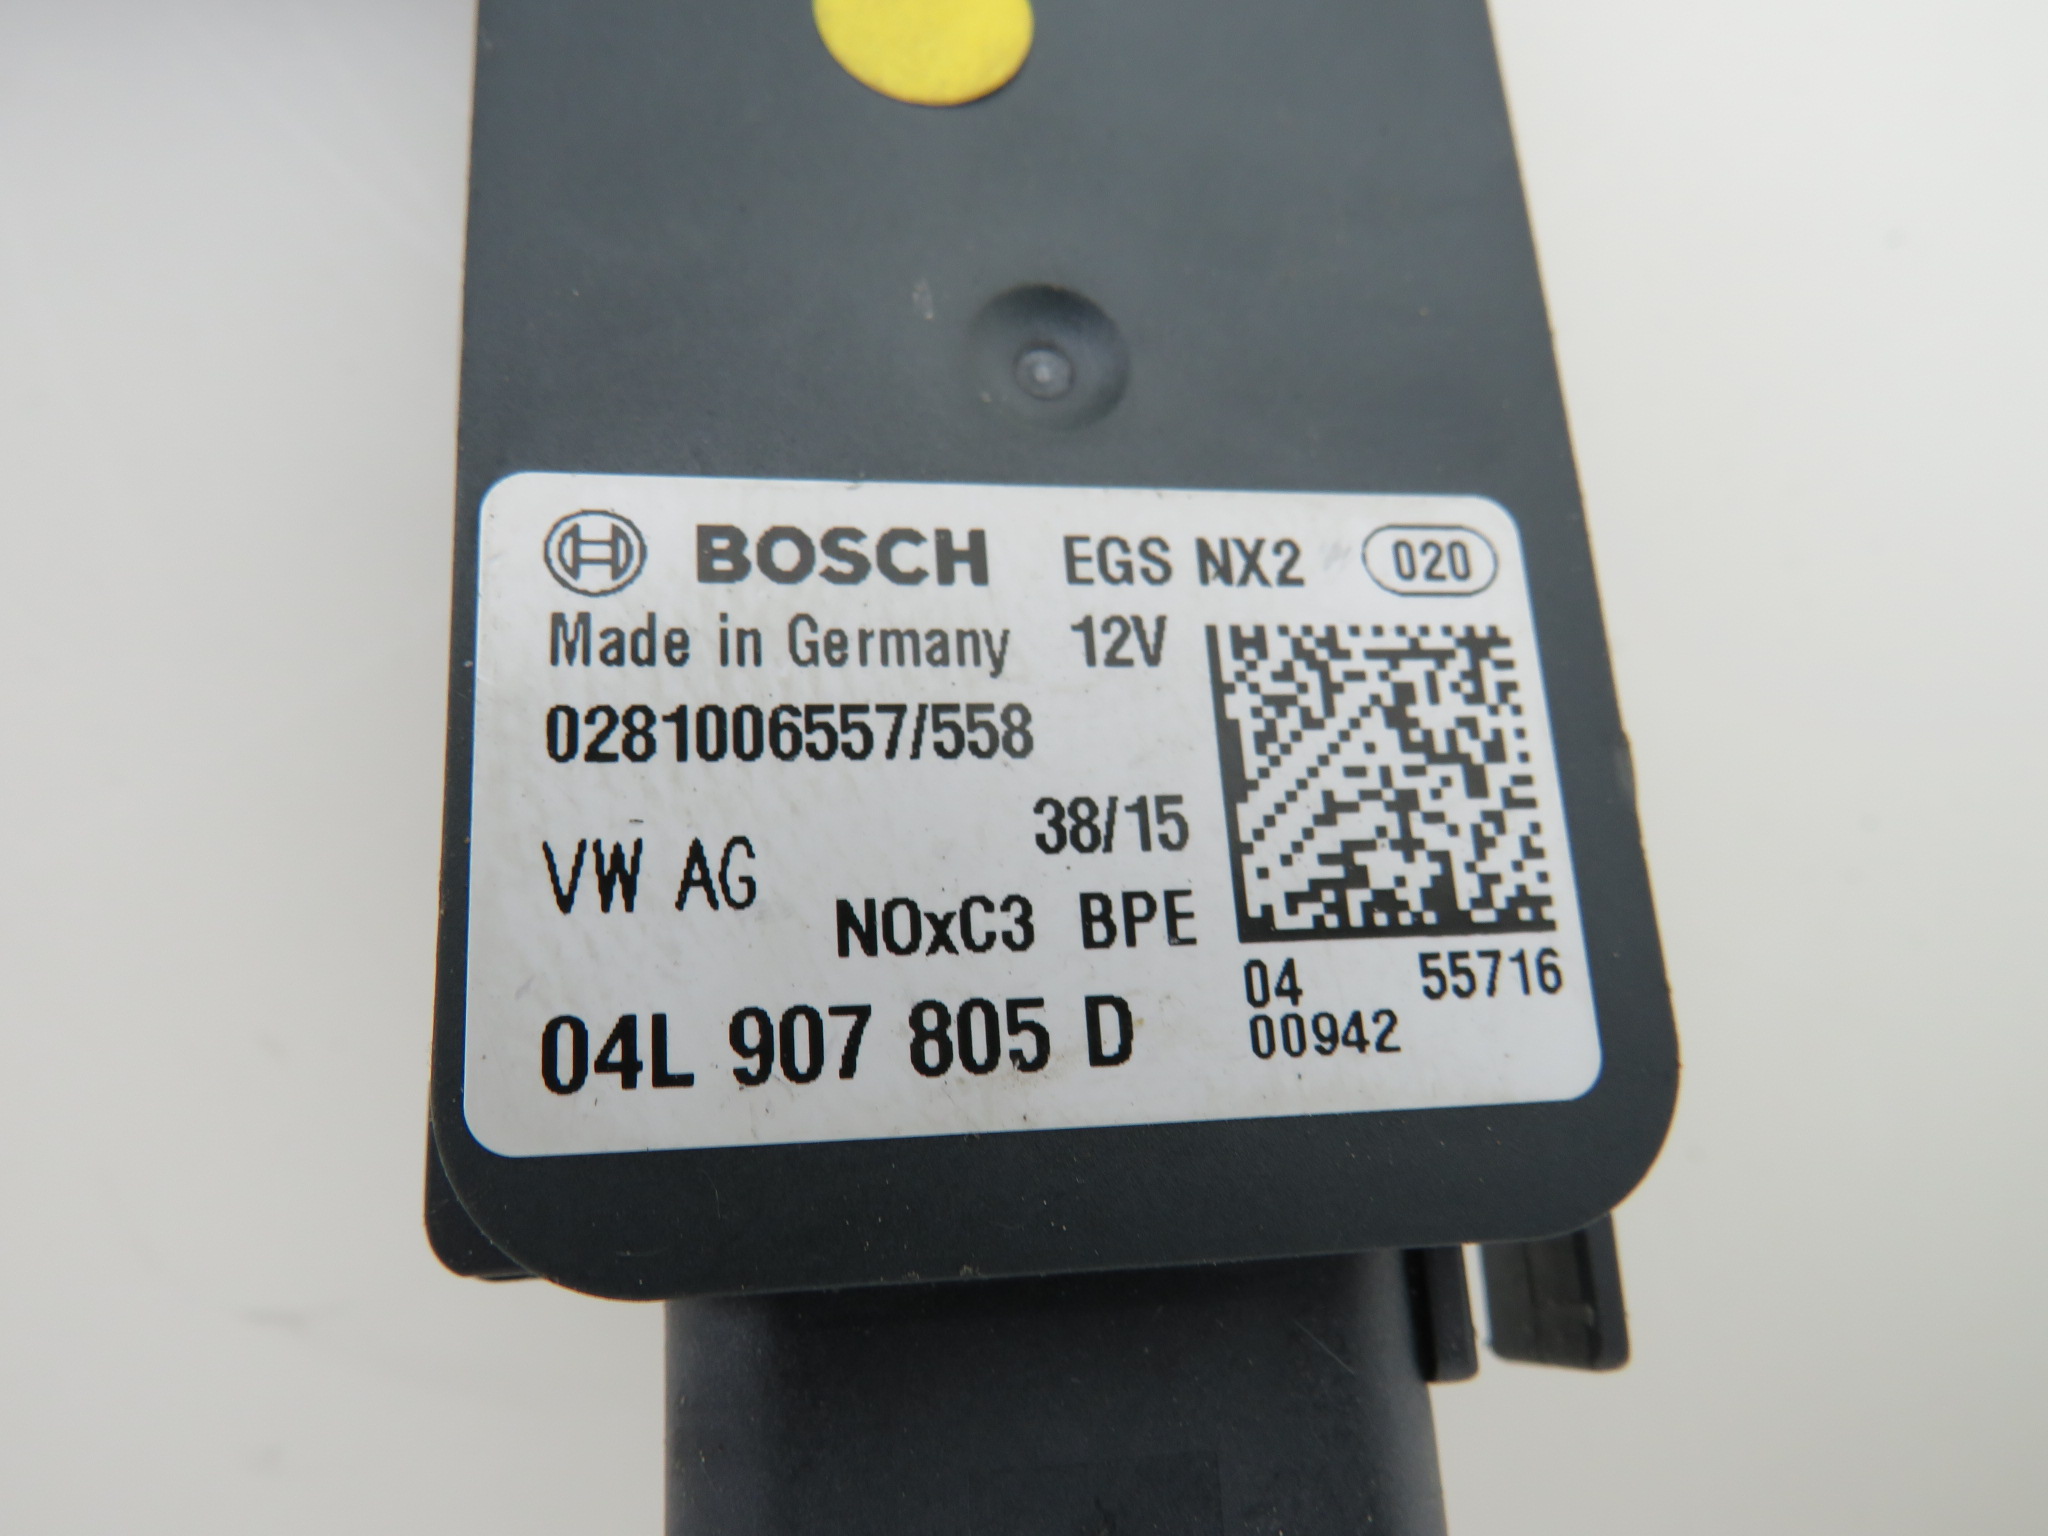 BOSCH EGS NX2 020
Made in Germany 12V
0281006557/558
38/15
VW AG
NOxC3 BPE
04 55716
00942
04L 907 805 D